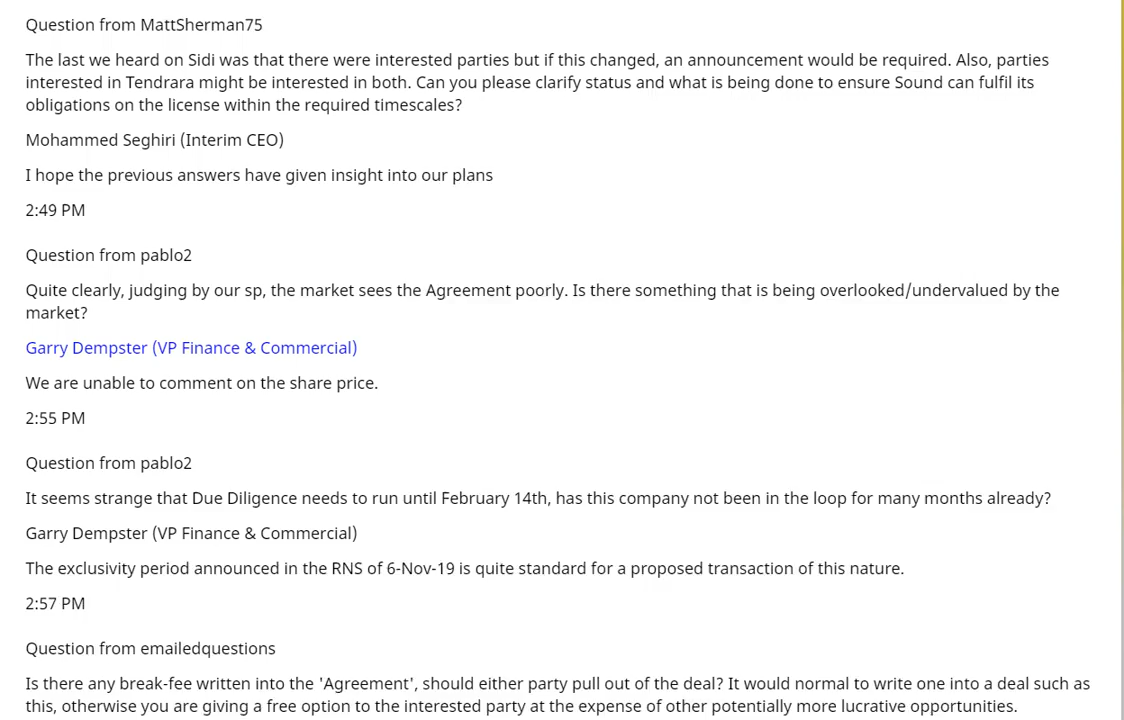 Question from MattSherman75
The last we heard on Sidi was that there were interested parties but if this changed, an announcement would be required. Also, parties
interested in Tendrara might be interested in both. Can you please clarify status and what is being done to ensure Sound can fulfil its
obligations on the license within the required timescales?
Mohammed Seghiri (Interim CEO)
I hope the previous answers have given insight into our plans
2:49 PM
Question from pablo2
Quite clearly, judging by our sp, the market sees the Agreement poorly. Is there something that is being overlooked/undervalued by the
market?
Garry Dempster (VP Finance & Commercial)
We are unable to comment on the share price.
2:55 PM
Question from pablo2
It seems strange that Due Diligence needs to run until February 14th, has this company not been in the loop for many months already?
Garry Dempster (VP Finance & Commercial)
The exclusivity period announced in the RNS of 6-Nov-19 is quite standard for a proposed transaction of this nature.
2:57 PM
Question from emailedquestions
Is there any break-fee written into the 'Agreement', should either party pull out of the deal? It would normal to write one into a deal such as
this, otherwise you are giving a free option to the interested party at the expense of other potentially more lucrative opportunities.